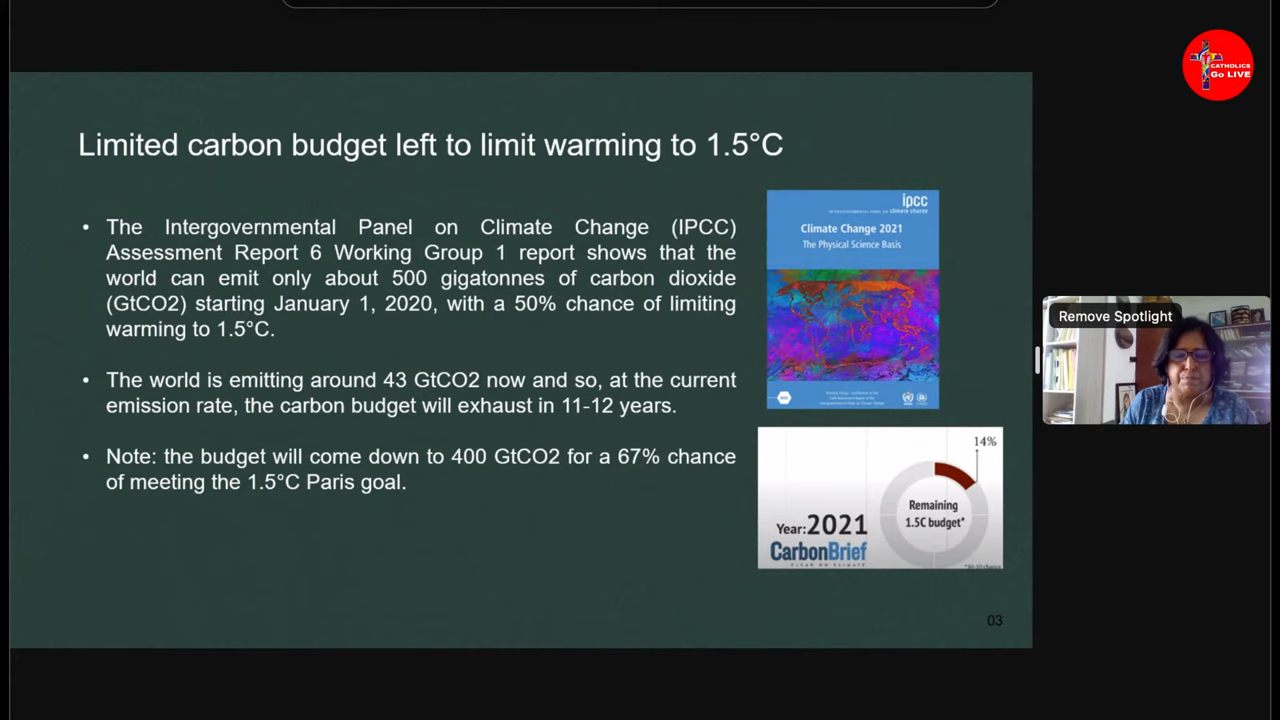 CATHOLICS
Go LIVE
Limited carbon budget left to limit warming to 1.5°C
• The Intergovernmental Panel on Climate Change (IPCC)
Assessment Report 6 Working Group 1 report shows that the
world can emit only about 500 gigatonnes of carbon dioxide
(GtCO2) starting January 1, 2020, with a 50% chance of limiting
warming to 1.5°C.
• The world is emitting around 43 GtCO2 now and so, at the current
emission rate, the carbon budget will exhaust in 11-12 years.
• Note: the budget will come down to 400 GtCO2 for a 67% chance
of meeting the 1.5°C Paris goal.
ipcc
climate change
Climate Change 2021
The Physical Science Basis
14%
Remaining
1.5C budget*
Year:2021
CarbonBrief
CLEAR ON CLIMATE
Remove Spotlight
03